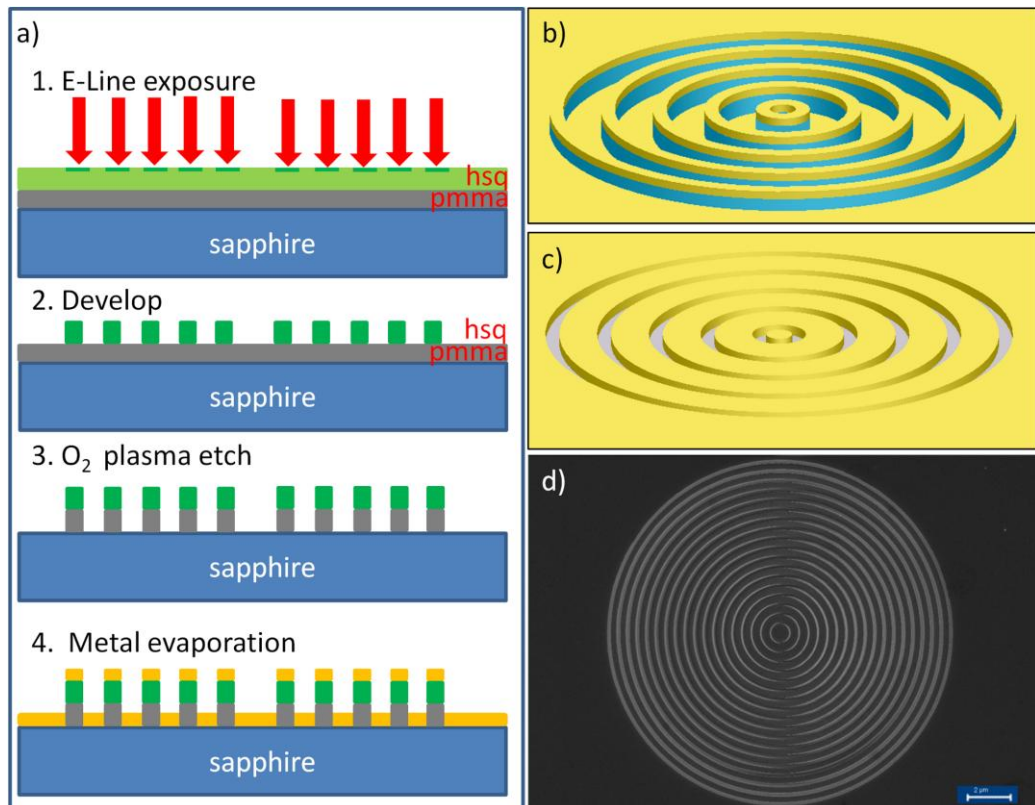 a)
1. E-Line exposure
hsq
pmma
sapphire
2. Develop
hsq
pmma
sapphire
3. O₂ plasma etch
sapphire
4. Metal evaporation
sapphire
b)
c)
d)
2 µm